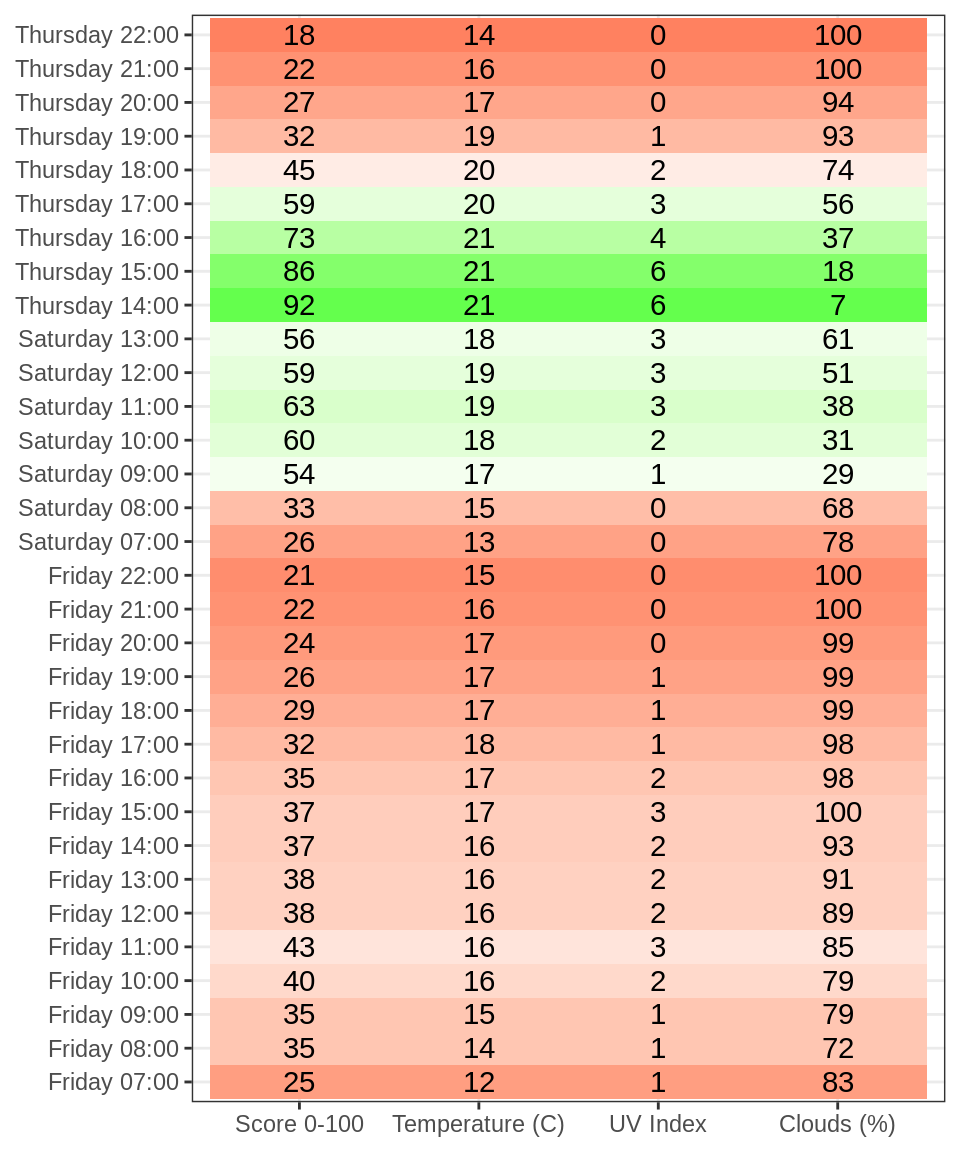 Thursday 22:00 18 14 0 100
Thursday 21:00 22 16 0 100
Thursday 20:00 27 17 0 94
Thursday 19:00 32 19 1 93
Thursday 18:00 45 20 2 74
Thursday 17:00 59 20 3 56
Thursday 16:00 73 21 4 37
Thursday 15:00 86 21 6 18
Thursday 14:00 92 21 6 7
Saturday 13:00 56 18 3 61
Saturday 12:00 59 19 3 51
Saturday 11:00 63 19 3 38
Saturday 10:00 60 18 2 31
Saturday 09:00 54 17 1 29
Saturday 08:00 33 15 0 68
Saturday 07:00 26 13 0 78
Friday 22:00 21 15 0 100
Friday 21:00 22 16 0 100
Friday 20:00 24 17 0 99
Friday 19:00 26 17 1 99
Friday 18:00 29 17 1 99
Friday 17:00 32 18 1 98
Friday 16:00 35 17 2 98
Friday 15:00 37 17 3 100
Friday 14:00 37 16 2 93
Friday 13:00 38 16 2 91
Friday 12:00 38 16 2 89
Friday 11:00 43 16 3 85
Friday 10:00 40 16 2 79
Friday 09:00 35 15 1 79
Friday 08:00 35 14 1 72
Friday 07:00 25 12 1 83
Score 0-100 Temperature (C) UV Index Clouds (%)